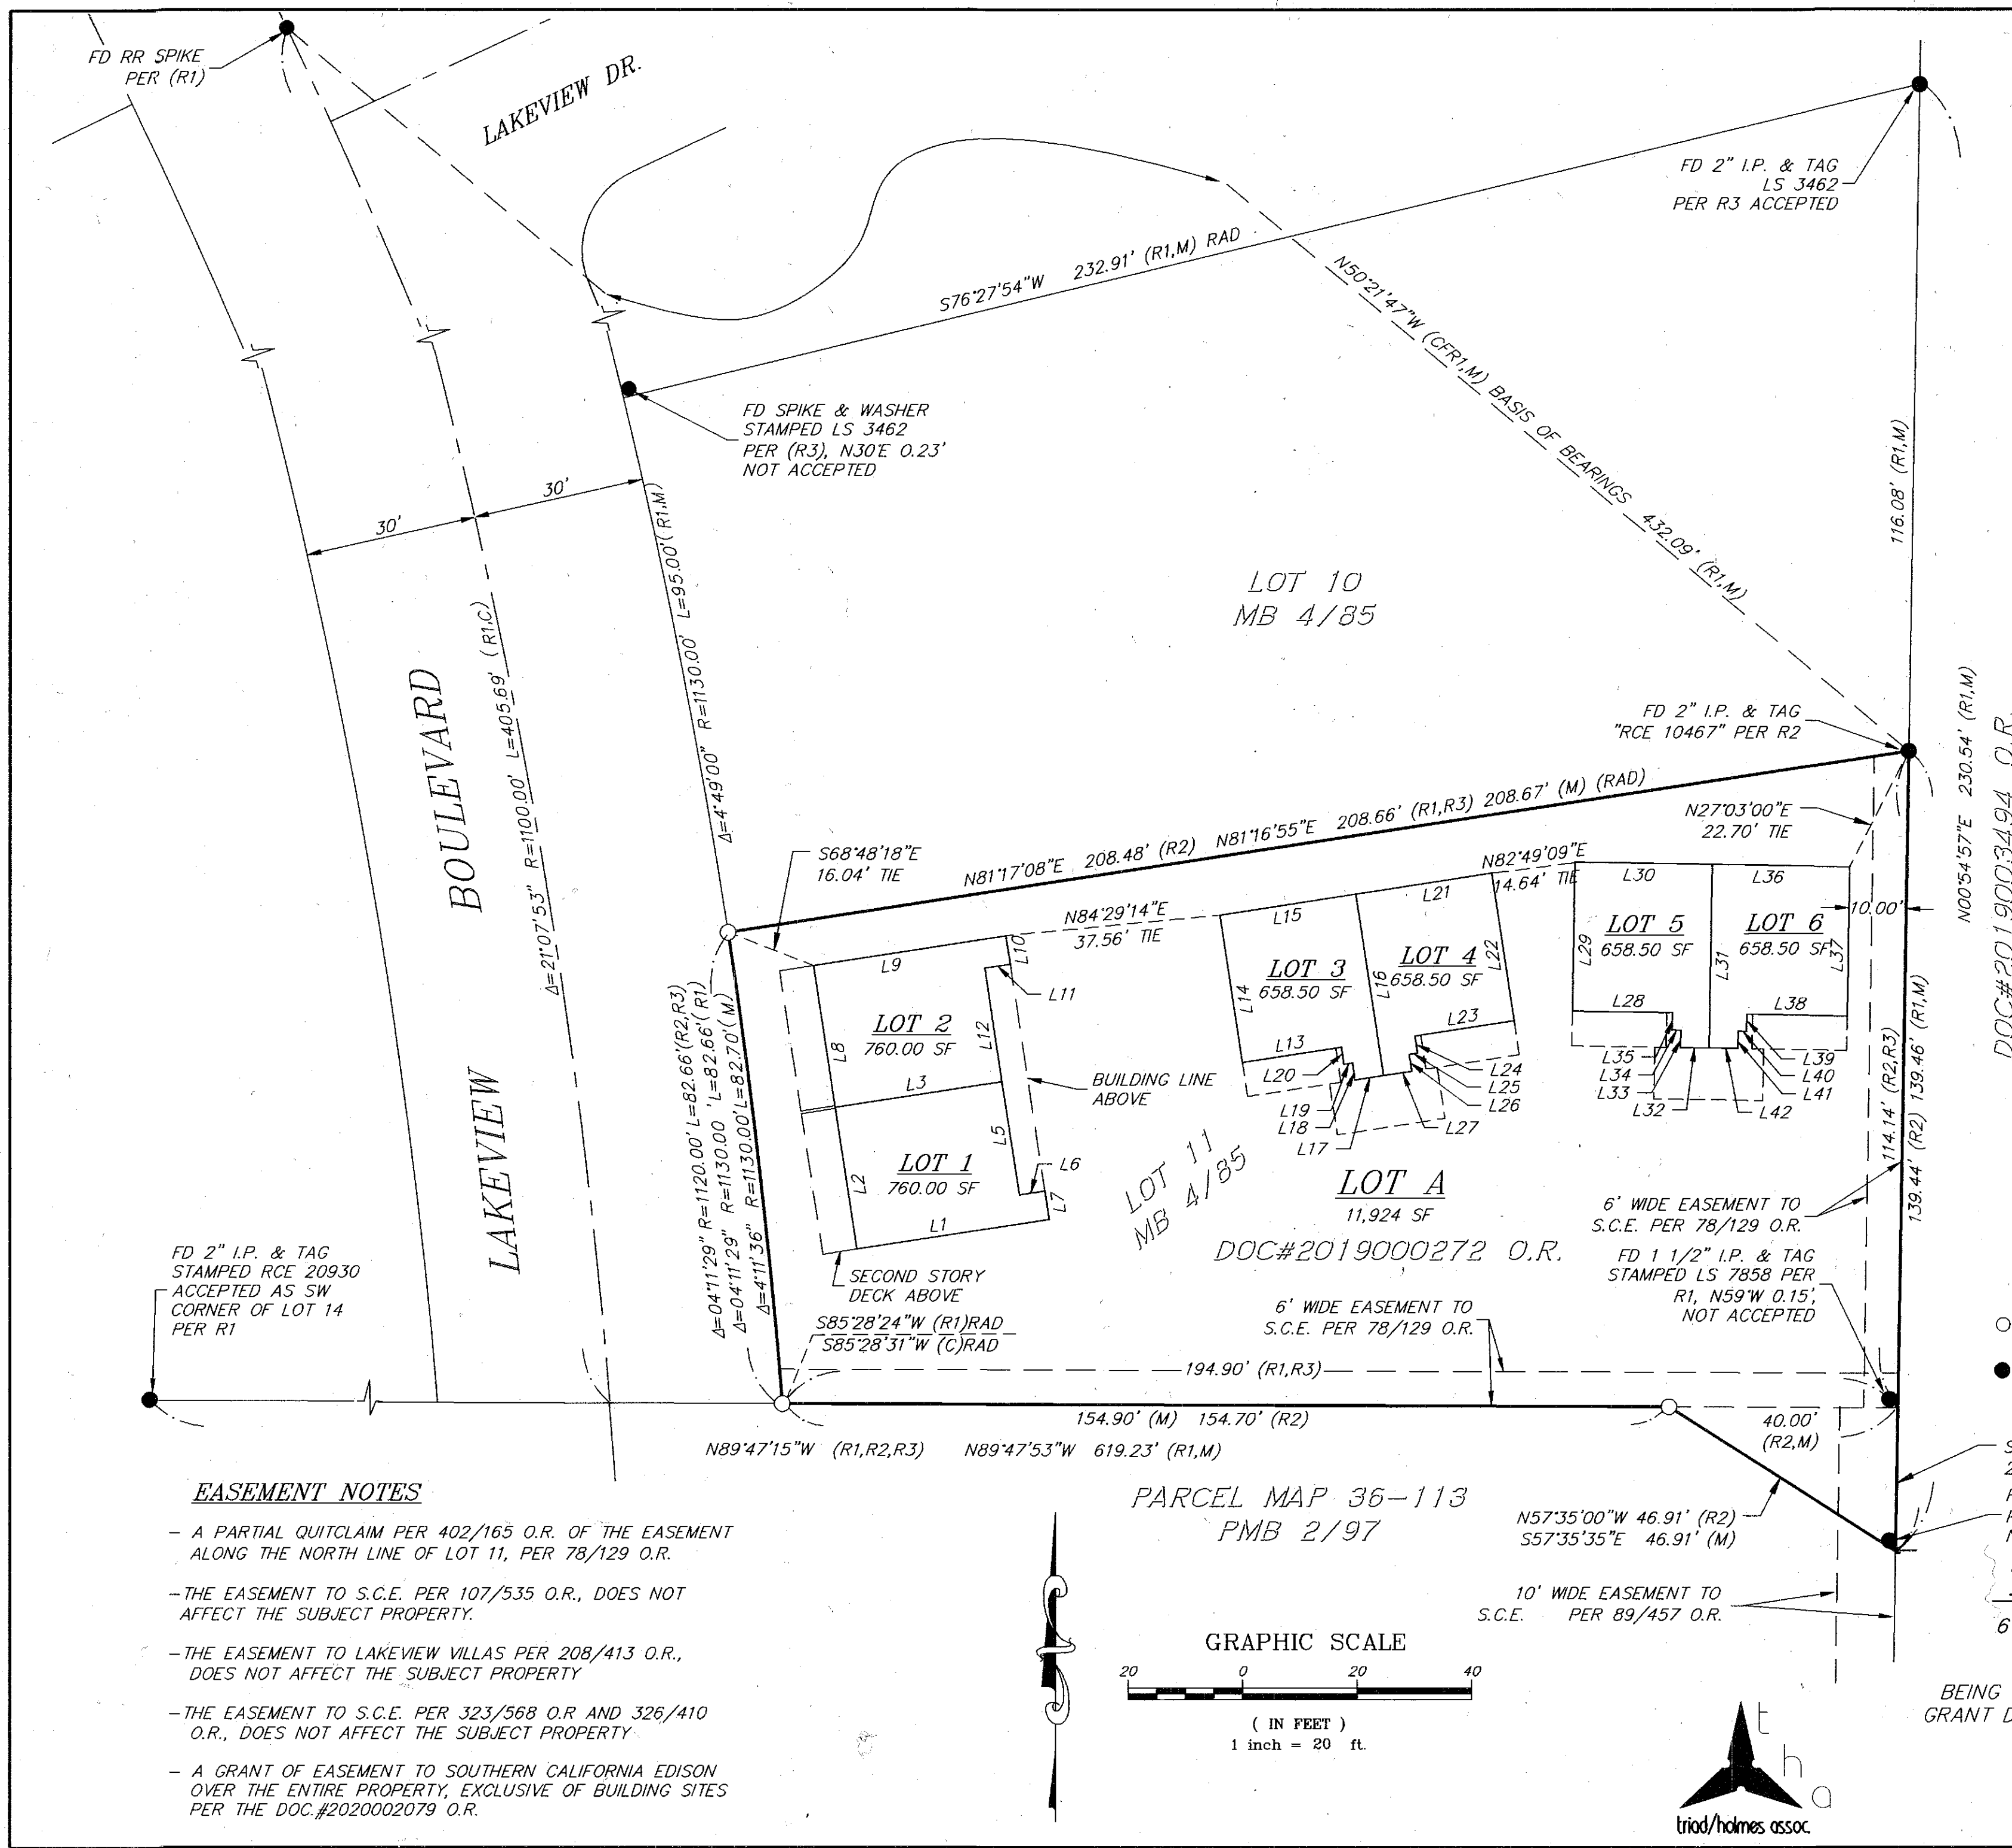 FD RR SPIKE
PER (R1)
LAKEVIEW DR.
FD 2" I.P. & TAG
LS 3462
PER R3 ACCEPTED
S76°27'54"W 232.91' (R1,M) RAD
N50°21'47"W (CFR1,M) BASIS OF BEARINGS 432.09' (R1,M)
FD SPIKE & WASHER
STAMPED LS 3462
PER (R3), N30°E 0.23'
NOT ACCEPTED
30'
30'
116.08' (R1,M)
Δ=4°49'00" R=1130.00' L=95.00' (R1,M)
LOT 10
MB 4/85
LAKEVIEW BOULEVARD
Δ=21°07'53" R=1100.00' L=405.69' (R1,C)
FD 2" I.P. & TAG
"RCE 10467" PER R2
N00°54'57"E 230.54' (R1,M)
DOC#2019003494 O.R.
N27°03'00"E
22.70' TIE
S68°48'18"E
16.04' TIE
N81°17'08"E 208.48' (R2) N81°16'55"E 208.66' (R1,R3) 208.67' (M) (RAD)
N82°49'09"E
14.64' TIE
N84°29'14"E
37.56' TIE
10.00'
L9
L10
L11
L12
LOT 2
760.00 SF
L8
L3
L15
L21
L14
LOT 3
658.50 SF
L16
LOT 4
658.50 SF
L22
L13
L23
L30
L36
L29
LOT 5
658.50 SF
L31
LOT 6
658.50 SF
L37
L28
L38
L35
L34
L33
L32
L39
L40
L41
L42
L20
L19
L18
L17
L24
L25
L26
L27
BUILDING LINE
ABOVE
L5
L6
L7
LOT 1
760.00 SF
L2
L1
SECOND STORY
DECK ABOVE
Δ=04°11'29" R=1120.00' L=82.66' (R2,R3)
Δ=04°11'29" R=1130.00' L=82.66' (R1)
Δ=4°11'36" R=1130.00' L=82.70' (M)
LOT 11
MB 4/85
LOT A
11,924 SF
DOC#2019000272 O.R.
114.14' (R2,R3)
139.44' (R2) 139.46' (R1,M)
6' WIDE EASEMENT TO
S.C.E. PER 78/129 O.R.
FD 1 1/2" I.P. & TAG
STAMPED LS 7858 PER
R1, N59°W 0.15',
NOT ACCEPTED
FD 2" I.P. & TAG
STAMPED RCE 20930
ACCEPTED AS SW
CORNER OF LOT 14
PER R1
S85°28'24"W (R1)RAD
S85°28'31"W (C)RAD
6' WIDE EASEMENT TO
S.C.E. PER 78/129 O.R.
194.90' (R1,R3)
154.90' (M) 154.70' (R2)
40.00'
(R2,M)
N89°47'15"W (R1,R2,R3) N89°47'53"W 619.23' (R1,M)
PARCEL MAP 36-113
PMB 2/97
N57°35'00"W 46.91' (R2)
S57°35'35"E 46.91' (M)
10' WIDE EASEMENT TO
S.C.E. PER 89/457 O.R.
EASEMENT NOTES
- A PARTIAL QUITCLAIM PER 402/165 O.R. OF THE EASEMENT
ALONG THE NORTH LINE OF LOT 11, PER 78/129 O.R.
- THE EASEMENT TO S.C.E. PER 107/535 O.R., DOES NOT
AFFECT THE SUBJECT PROPERTY.
- THE EASEMENT TO LAKEVIEW VILLAS PER 208/413 O.R.,
DOES NOT AFFECT THE SUBJECT PROPERTY
- THE EASEMENT TO S.C.E. PER 323/568 O.R AND 326/410
O.R., DOES NOT AFFECT THE SUBJECT PROPERTY
- A GRANT OF EASEMENT TO SOUTHERN CALIFORNIA EDISON
OVER THE ENTIRE PROPERTY, EXCLUSIVE OF BUILDING SITES
PER THE DOC.#2020002079 O.R.
GRAPHIC SCALE
20 0 20 40
( IN FEET )
1 inch = 20 ft.
t
h
a
triad/holmes assoc.
BEING
GRANT